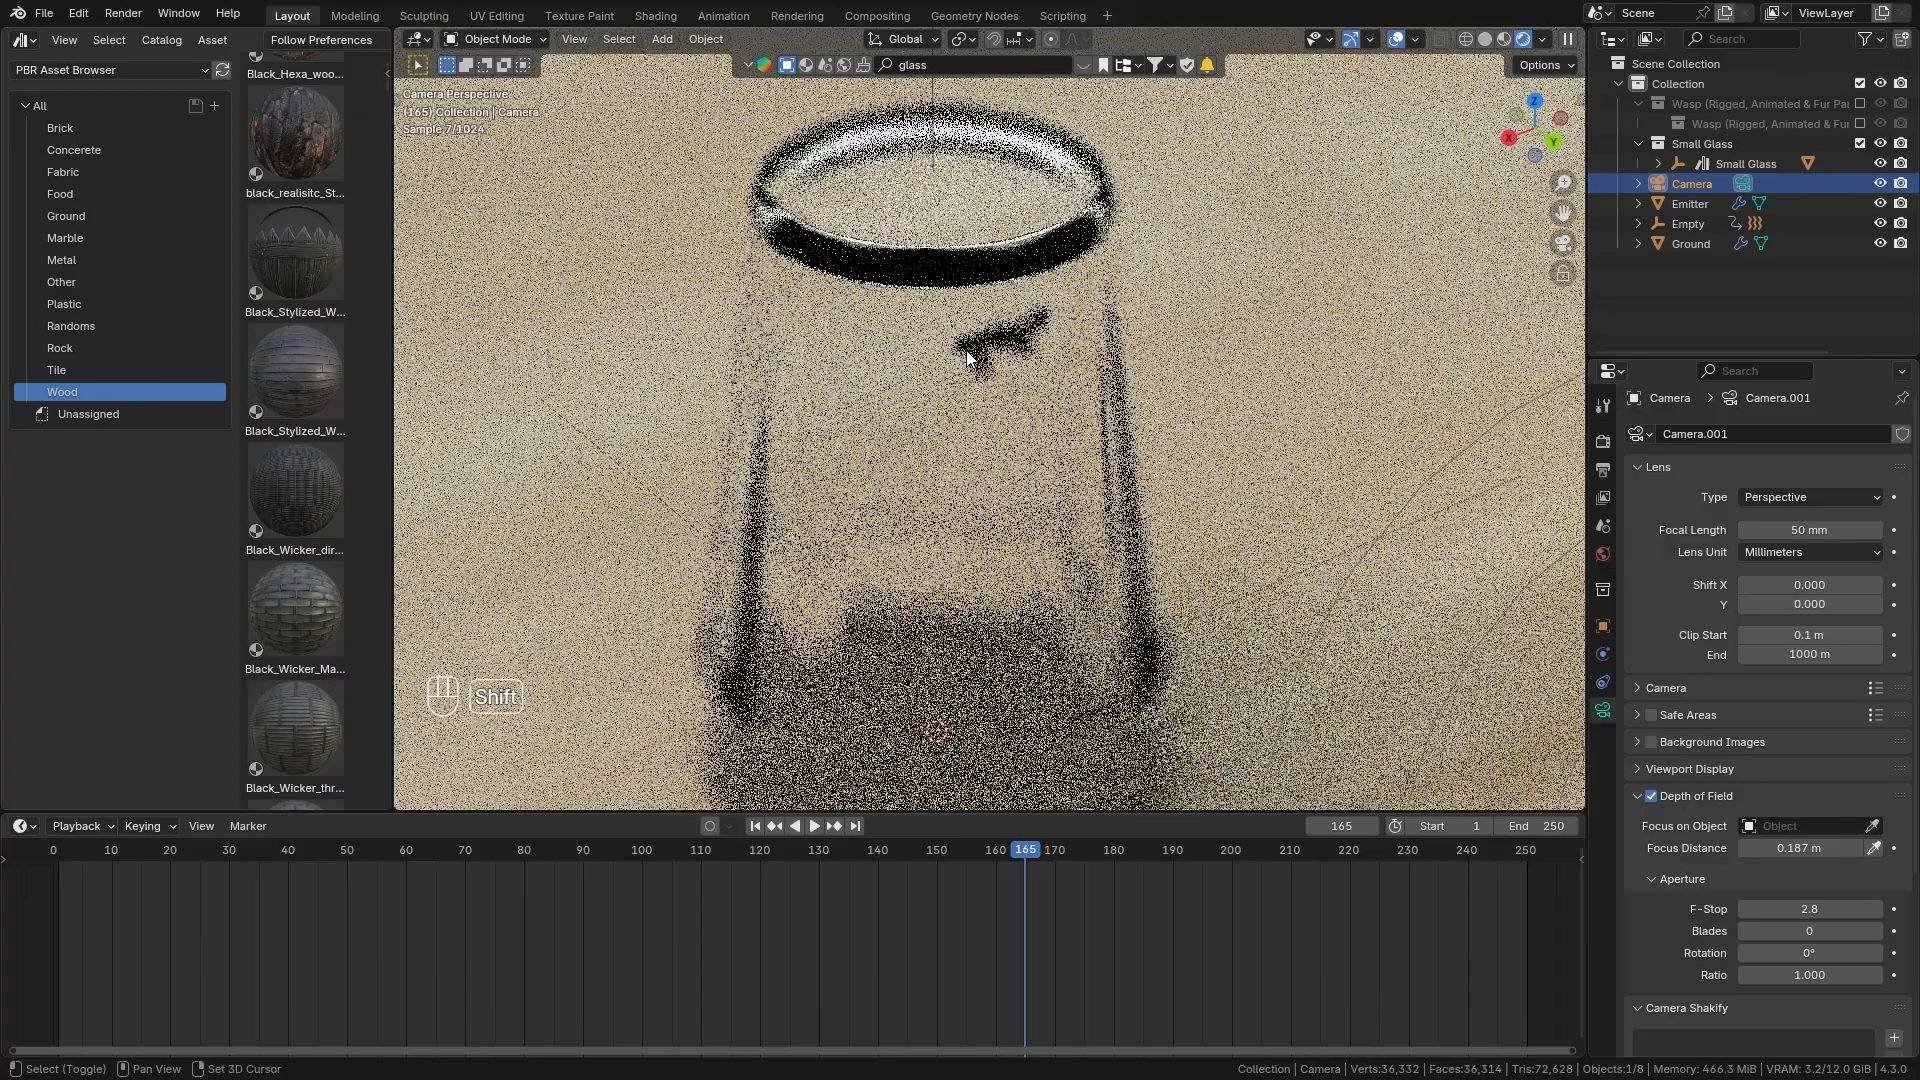 File Edit Render Window Help
Layout Modeling Sculpting UV Editing Texture Paint Shading Animation Rendering Compositing Geometry Nodes Scripting +
Scene
ViewLayer
View Select Catalog Asset Follow Preferences
Object Mode View Select Add Object
Global
Search
PBR Asset Browser
glass
Options
All
Brick
Concerete
Fabric
Food
Ground
Marble
Metal
Other
Plastic
Randoms
Rock
Tile
Wood
Unassigned
Black_Hexa_woo...
black_realisitc_St...
Black_Stylized_W...
Black_Stylized_W...
Black_Wicker_dir...
Black_Wicker_Ma...
Black_Wicker_thr...
Camera Perspective
(165) Collection | Camera
Sample 7/1024
Z
X
Y
Shift
Scene Collection
Collection
Wasp (Rigged, Animated & Fur Par
Wasp (Rigged, Animated & Fur
Small Glass
Small Glass
Camera
Emitter
Empty
Ground
Search
Camera > Camera.001
Camera.001
Lens
Type Perspective
Focal Length 50 mm
Lens Unit Millimeters
Shift X 0.000
Y 0.000
Clip Start 0.1 m
End 1000 m
Camera
Safe Areas
Background Images
Viewport Display
Depth of Field
Focus on Object Object
Focus Distance 0.187 m
Aperture
F-Stop 2.8
Blades 0
Rotation 0°
Ratio 1.000
Camera Shakify
Playback Keying View Marker
165 Start 1 End 250
0 10 20 30 40 50 60 70 80 90 100 110 120 130 140 150 160 165 170 180 190 200 210 220 230 240 250
Select (Toggle) Pan View Set 3D Cursor
Collection | Camera | Verts:36,332 | Faces:36,314 | Tris:72,628 | Objects:1/8 | Memory: 466.3 MiB | VRAM: 3.2/12.0 GiB | 4.3.0